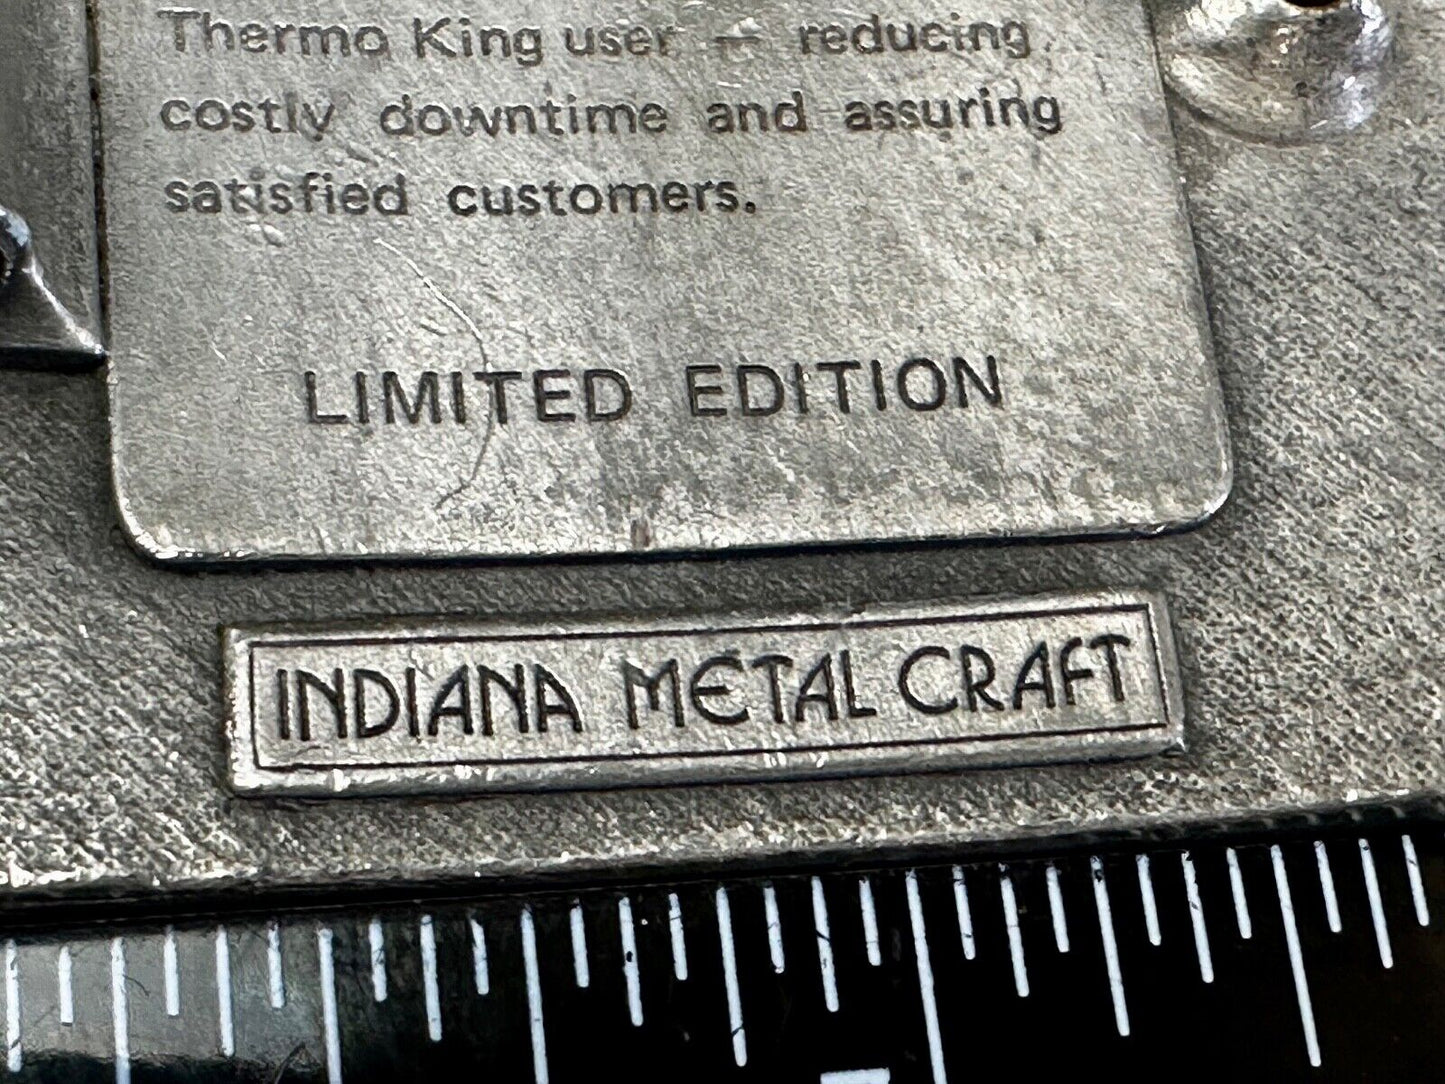 Thermo King user — reducing
costly downtime and assuring
satisfied customers.
LIMITED EDITION
INDIANA METAL CRAFT